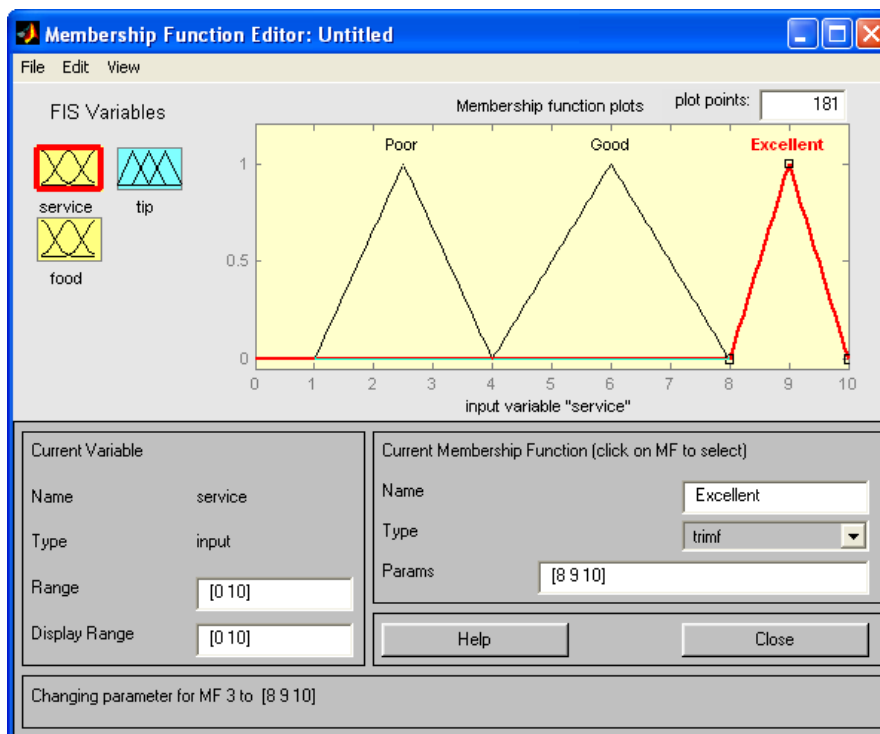 Membership Function Editor: Untitled
File Edit View
FIS Variables
service
tip
food
Membership function plots
plot points:
181
Poor
Good
Excellent
1
0.5
0
0 1 2 3 4 5 6 7 8 9 10
input variable "service"
Current Variable
Name service
Type input
Range [0 10]
Display Range [0 10]
Current Membership Function (click on MF to select)
Name Excellent
Type trimf
Params [8 9 10]
Help
Close
Changing parameter for MF 3 to [8 9 10]